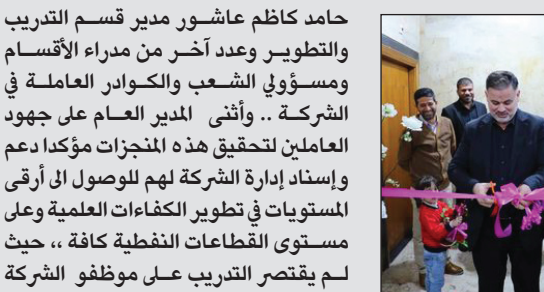 حامد كاظم عاشور مدير قسم التدريب
والتطوير وعدد آخر من مدراء الأقسام
ومسؤولي الشعب والكوادر العاملة في
الشركة .. وأثنى المدير العام على جهود
العاملين لتحقيق هذه المنجزات مؤكدا دعم
وإسناد إدارة الشركة لهم للوصول الى أرقى
المستويات في تطوير الكفاءات العلمية وعلى
مستوى القطاعات النفطية كافة ،، حيث
لم يقتصر التدريب على موظفو الشركة